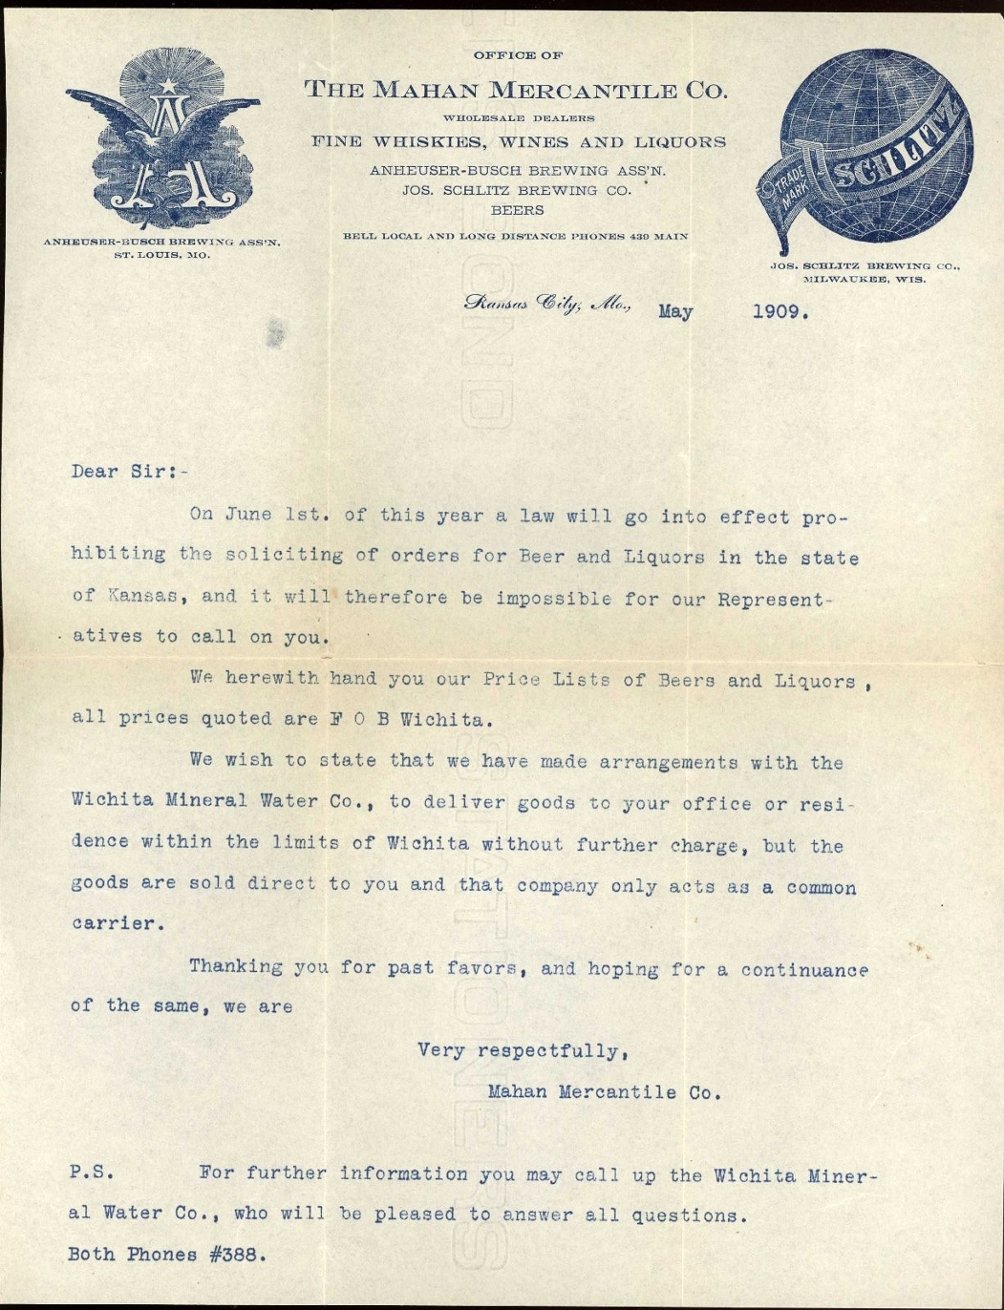 OFFICE OF
THE MAHAN MERCANTILE CO.
WHOLESALE DEALERS
FINE WHISKIES, WINES AND LIQUORS
ANHEUSER-BUSCH BREWING ASS'N.
JOS. SCHLITZ BREWING CO.
BEERS
BELL LOCAL AND LONG DISTANCE PHONES 439 MAIN
A
ANHEUSER-BUSCH BREWING ASS'N.
ST. LOUIS, MO.
TRADE
MARK
SCHLITZ
JOS. SCHLITZ BREWING CO.,
MILWAUKEE, WIS.
Kansas City, Mo., May 1909.
Dear Sir:-
On June 1st. of this year a law will go into effect pro-
hibiting the soliciting of orders for Beer and Liquors in the state
of Kansas, and it will therefore be impossible for our Represent-
atives to call on you.
We herewith hand you our Price Lists of Beers and Liquors ,
all prices quoted are F O B Wichita.
We wish to state that we have made arrangements with the
Wichita Mineral Water Co., to deliver goods to your office or resi-
dence within the limits of Wichita without further charge, but the
goods are sold direct to you and that company only acts as a common
carrier.
Thanking you for past favors, and hoping for a continuance
of the same, we are
Very respectfully,
Mahan Mercantile Co.
P.S. For further information you may call up the Wichita Miner-
al Water Co., who will be pleased to answer all questions.
Both Phones #388.